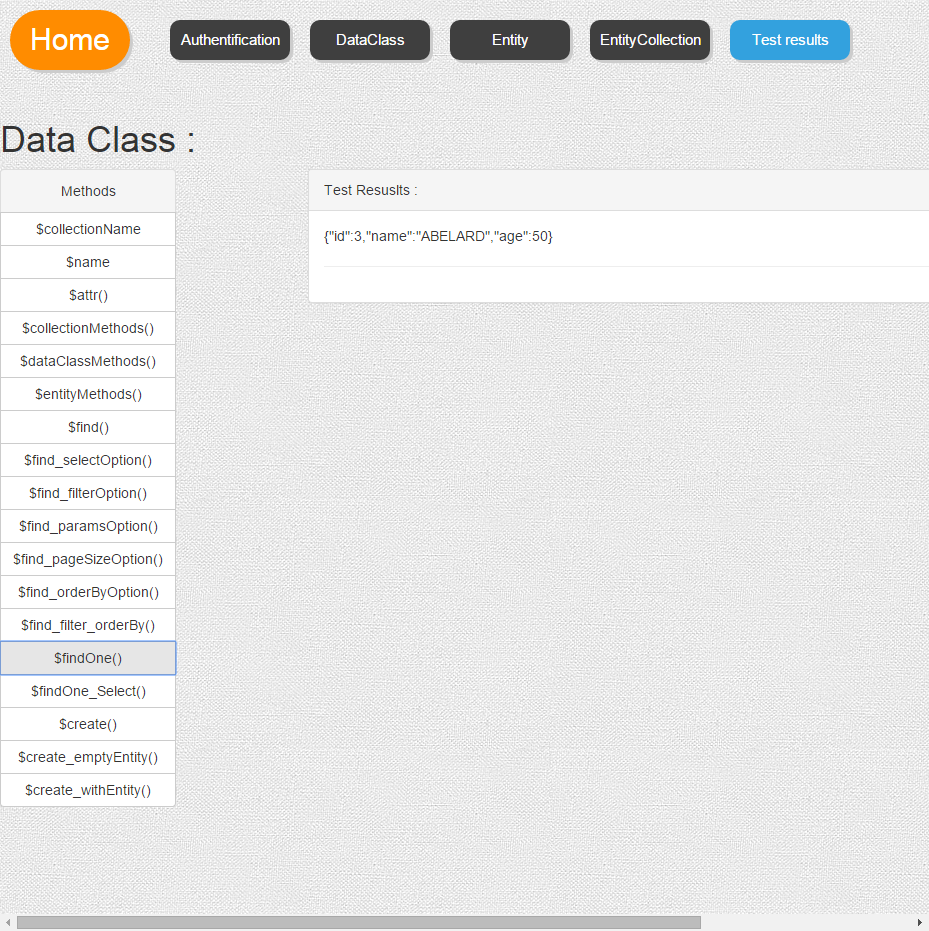 Home
Authentification
DataClass
Entity
EntityCollection
Test results
Data Class :
Methods
$collectionName
$name
$attr()
$collectionMethods()
$dataClassMethods()
$entityMethods()
$find()
$find_selectOption()
$find_filterOption()
$find_paramsOption()
$find_pageSizeOption()
$find_orderByOption()
$find_filter_orderBy()
$findOne()
$findOne_Select()
$create()
$create_emptyEntity()
$create_withEntity()
Test Resuslts :
{"id":3,"name":"ABELARD","age":50}